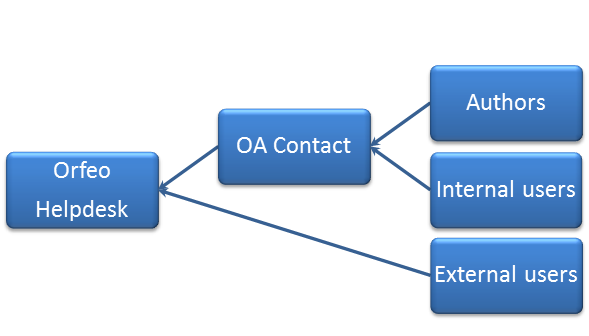 Orfeo
Helpdesk
OA Contact
Authors
Internal users
External users